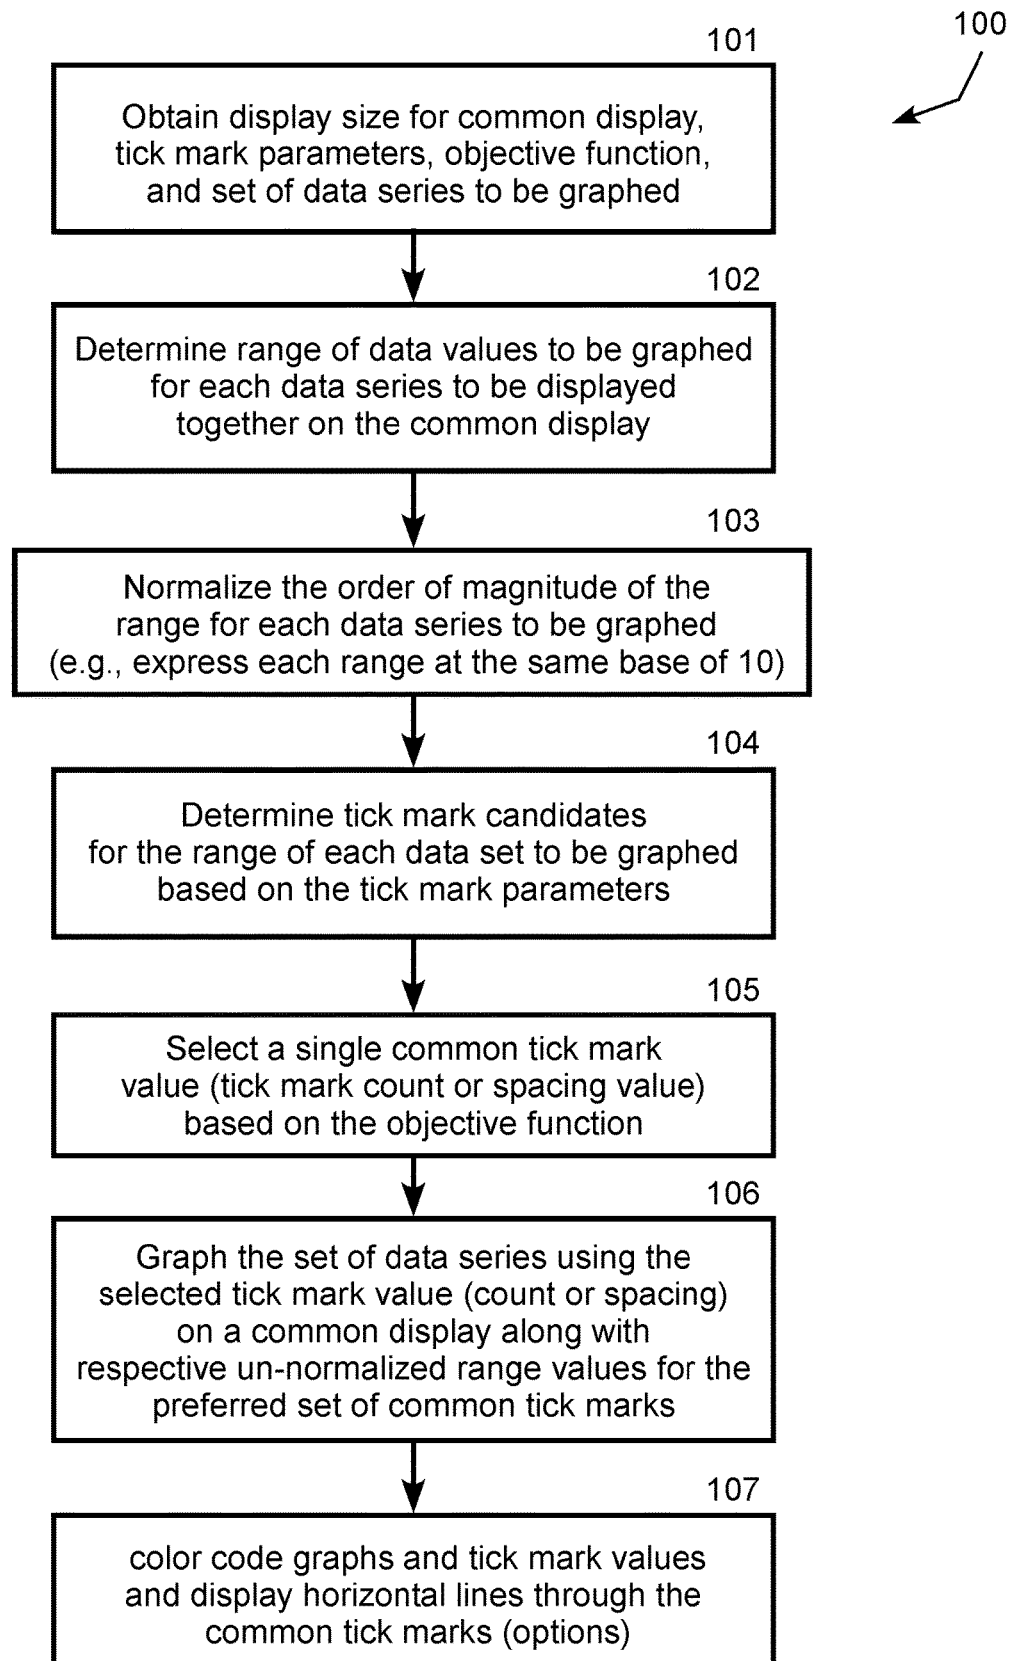 100
101
Obtain display size for common display,
tick mark parameters, objective function,
and set of data series to be graphed
102
Determine range of data values to be graphed
for each data series to be displayed
together on the common display
103
Normalize the order of magnitude of the
range for each data series to be graphed
(e.g., express each range at the same base of 10)
104
Determine tick mark candidates
for the range of each data set to be graphed
based on the tick mark parameters
105
Select a single common tick mark
value (tick mark count or spacing value)
based on the objective function
106
Graph the set of data series using the
selected tick mark value (count or spacing)
on a common display along with
respective un-normalized range values for the
preferred set of common tick marks
107
color code graphs and tick mark values
and display horizontal lines through the
common tick marks (options)